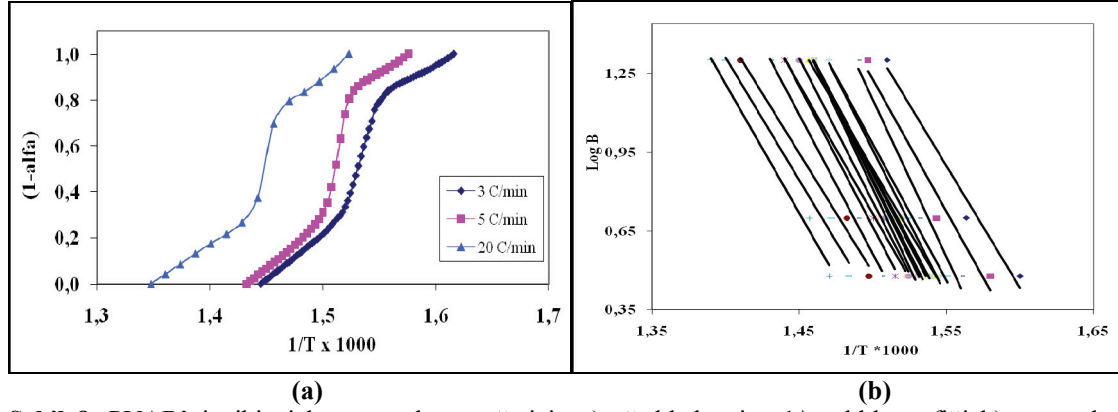 (1-alfa)
1,0
0,8
0,6
0,4
0,2
0,0
1,3 1,4 1,5 1,6 1,7
1/T x 1000
3 C/min
5 C/min
20 C/min
(a)
Log B
1,25
0,95
0,65
0,35
1,35 1,45 1,55 1,65
1/T *1000
(b)